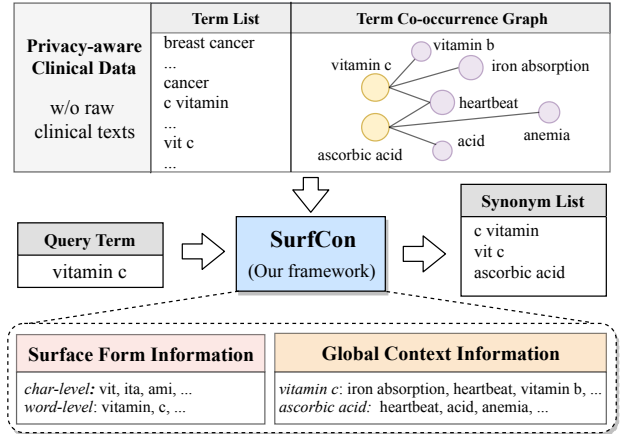 Privacy-aware
Clinical Data
w/o raw
clinical texts
Term List
breast cancer
...
cancer
c vitamin
...
vit c
...
Term Co-occurrence Graph
vitamin b
vitamin c
iron absorption
heartbeat
anemia
acid
ascorbic acid
Query Term
vitamin c
SurfCon
(Our framework)
Synonym List
c vitamin
vit c
ascorbic acid
Surface Form Information
char-level: vit, ita, ami, ...
word-level: vitamin, c, ...
Global Context Information
vitamin c: iron absorption, heartbeat, vitamin b, ...
ascorbic acid: heartbeat, acid, anemia, ...